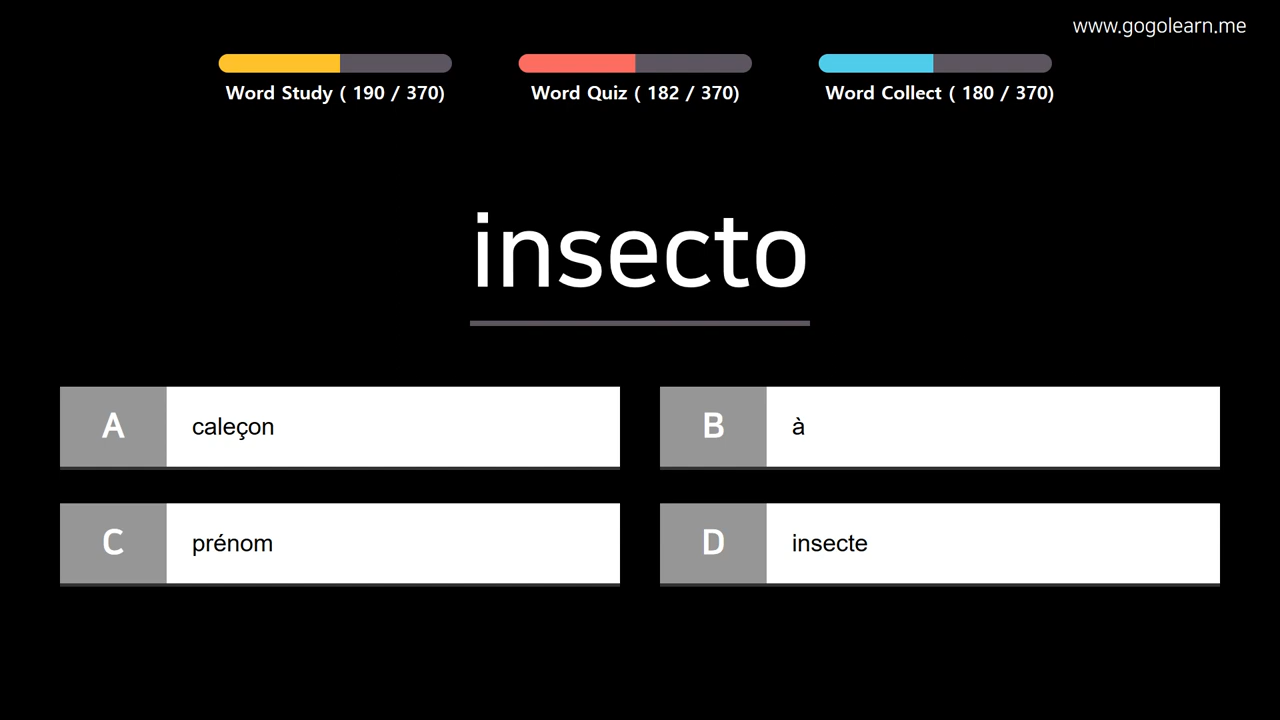 www.gogolearn.me
Word Study ( 190 / 370)
Word Quiz ( 182 / 370)
Word Collect ( 180 / 370)
insecto
A caleçon
B à
C prénom
D insecte